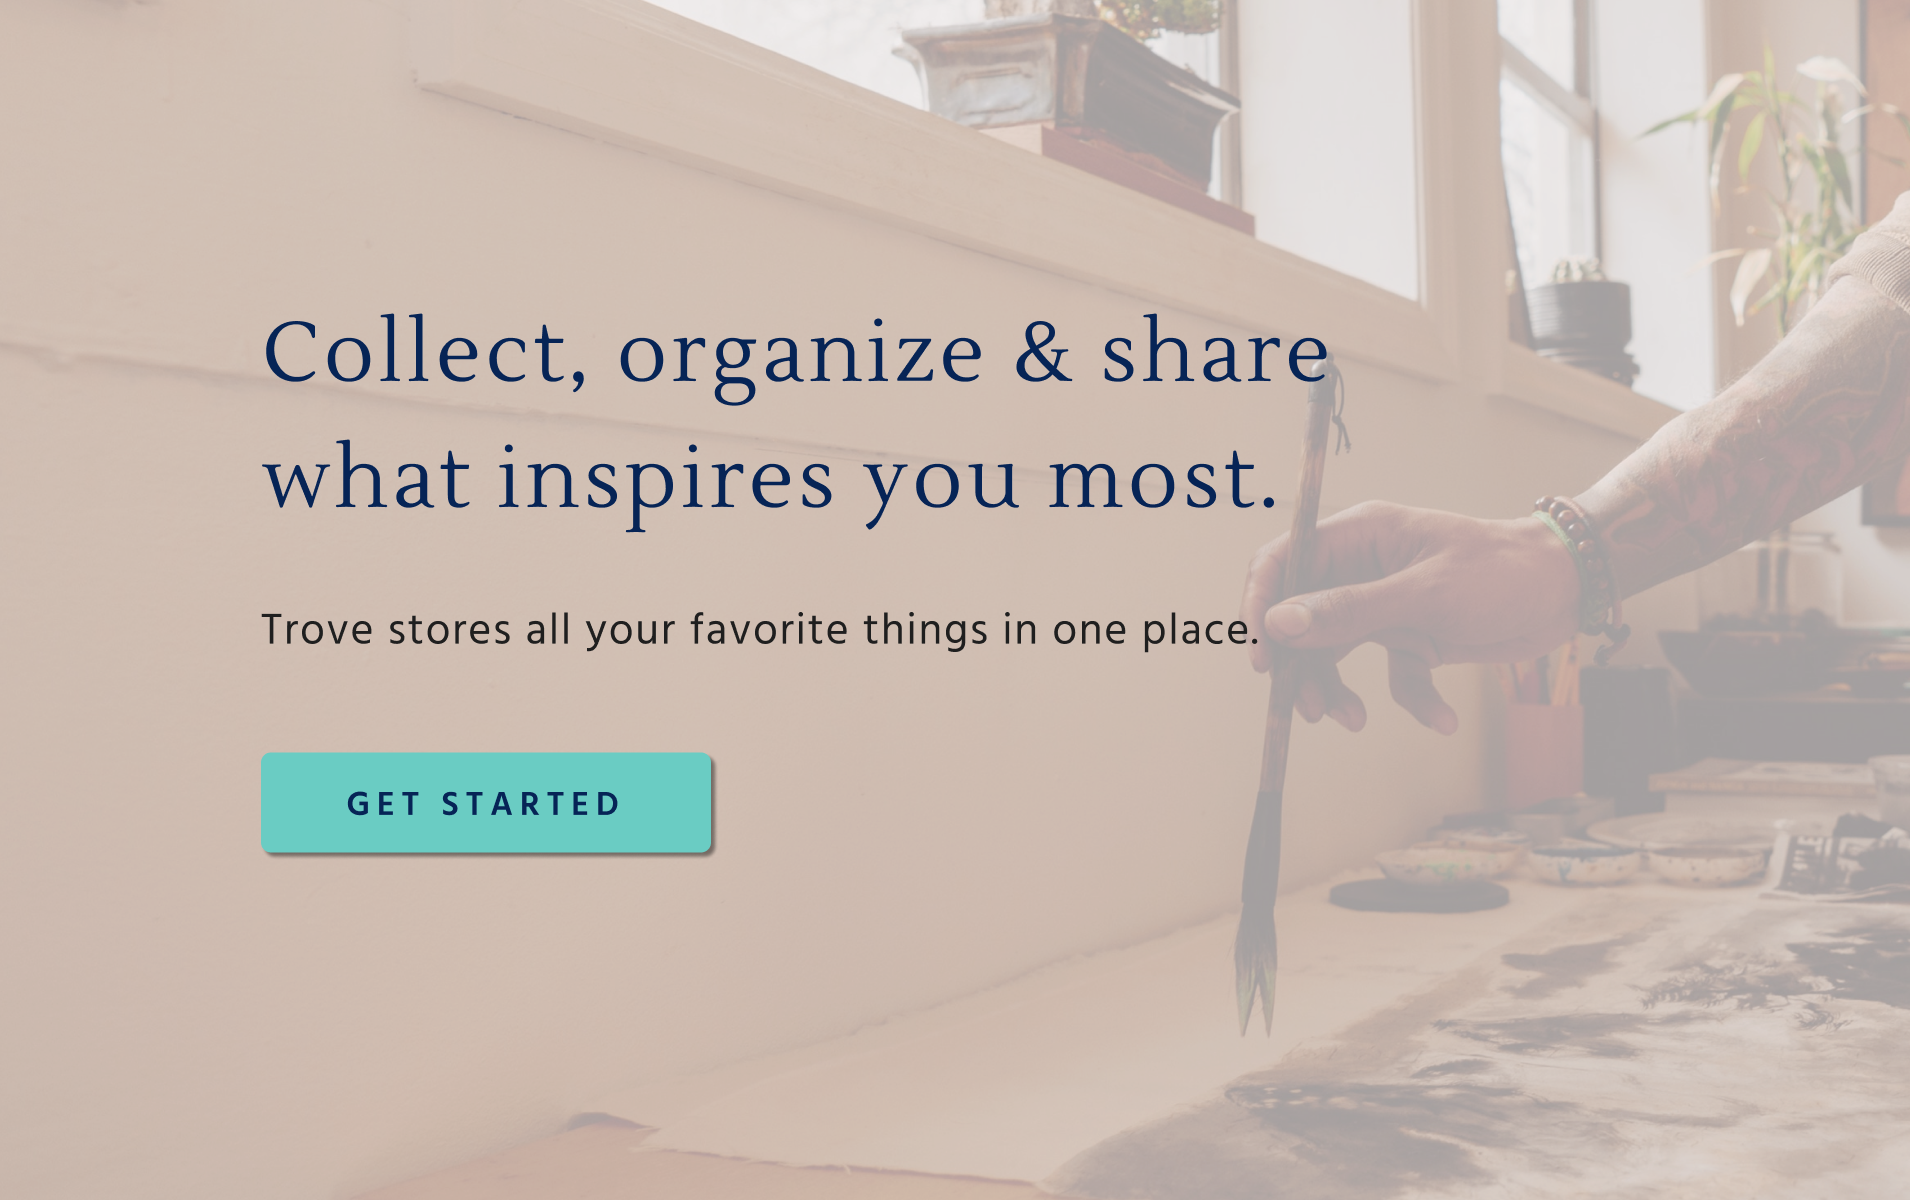 Collect, organize & share
what inspires you most.
Trove stores all your favorite things in one place.
GET STARTED